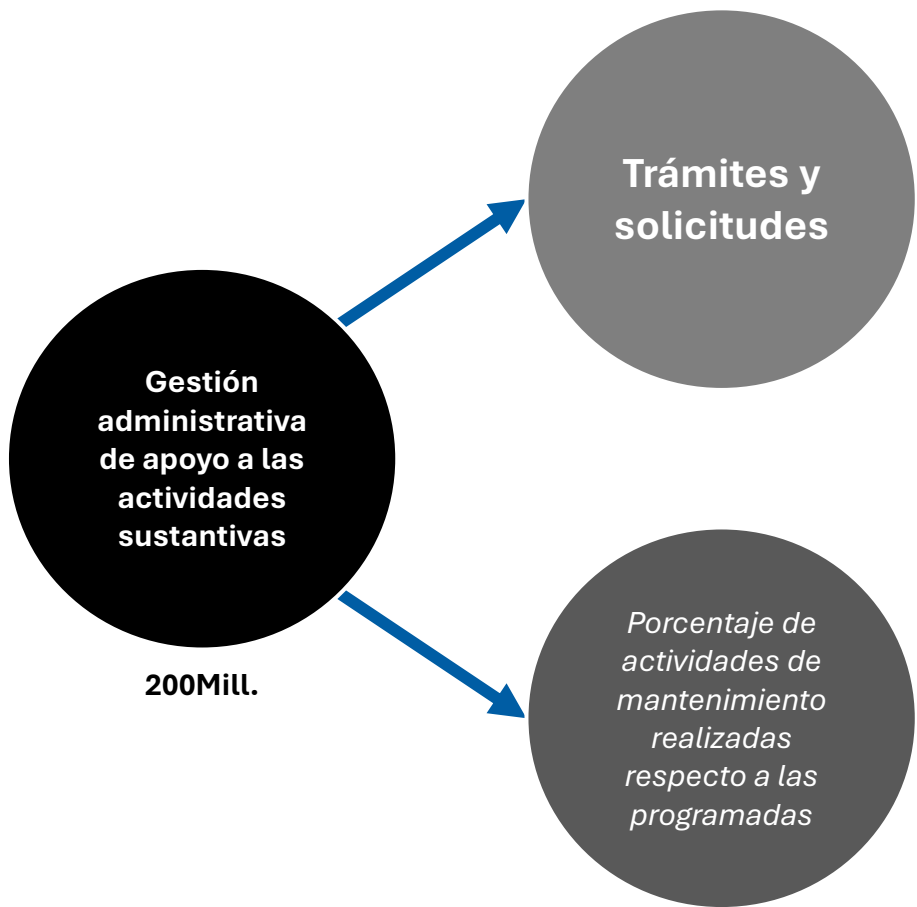 Trámites y
solicitudes
Gestión
administrativa
de apoyo a las
actividades
sustantivas
200Mill.
Porcentaje de
actividades de
mantenimiento
realizadas
respecto a las
programadas